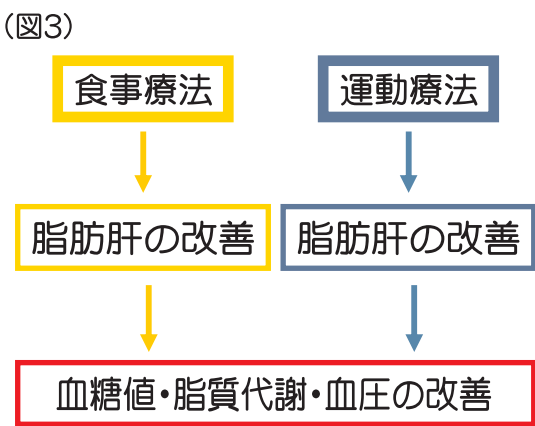 (図3)
食事療法
運動療法
脂肪肝の改善
脂肪肝の改善
血糖値・脂質代謝・血圧の改善